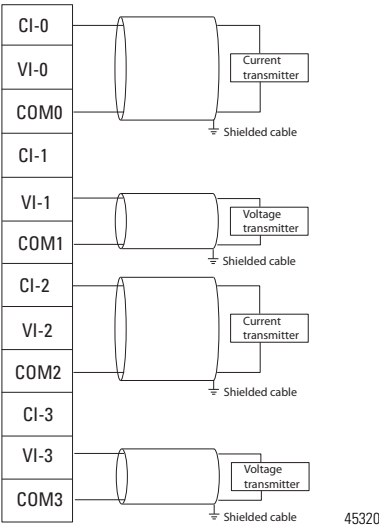 CI-0
Current
transmitter
VI-0
COM0
Shielded cable
CI-1
VI-1
Voltage
transmitter
COM1
Shielded cable
CI-2
Current
transmitter
VI-2
COM2
Shielded cable
CI-3
VI-3
Voltage
transmitter
COM3
Shielded cable
45320